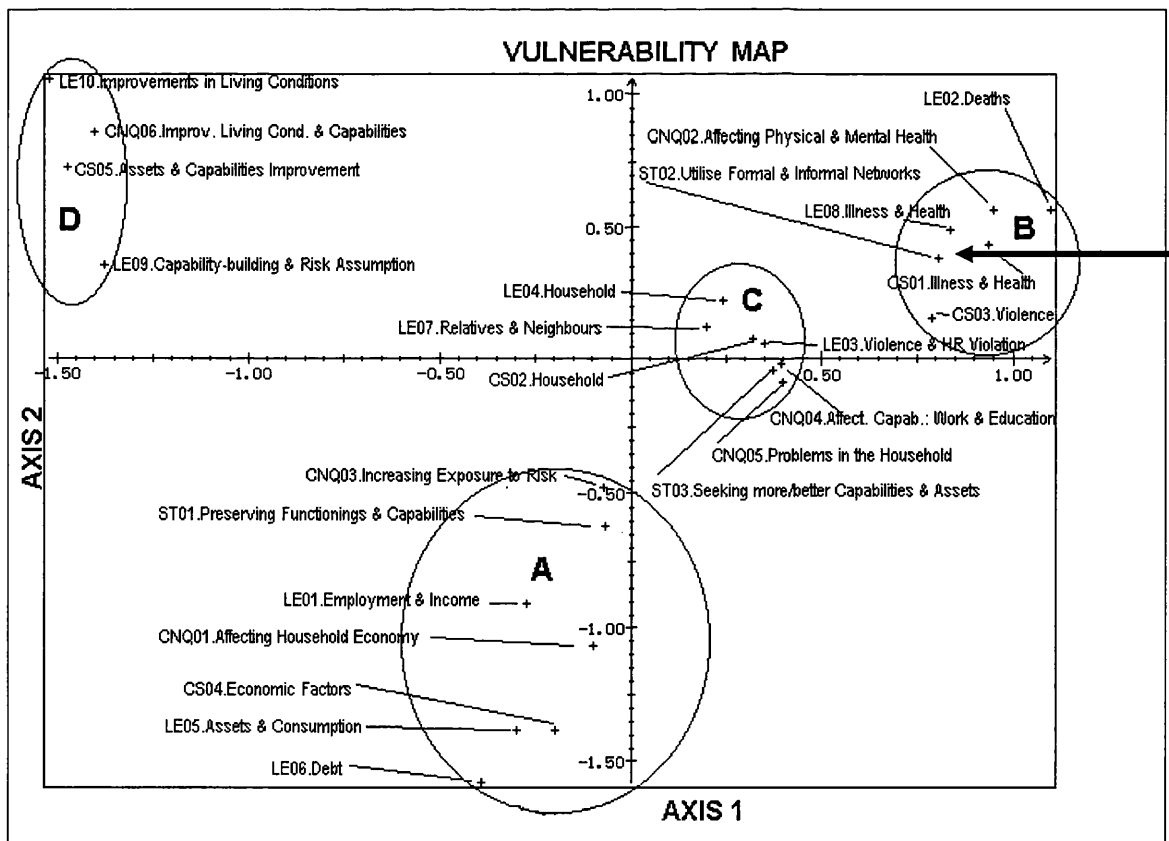 VULNERABILITY MAP
LE10.Improvements in Living Conditions
1.00
LE02.Deaths
CNQ06.Improv. Living Cond. & Capabilities
CNQ02.Affecting Physical & Mental Health
CS05.Assets & Capabilities Improvement
ST02.Utilise Formal & Informal Networks
D
LE08.Illness & Health
B
0.50
LE09.Capability-building & Risk Assumption
CS01.Illness & Health
LE04.Household
C
CS03.Violence
LE07.Relatives & Neighbours
LE03.Violence & HR Violation
-1.50
-1.00
-0.50
0.50
1.00
CS02.Household
CNQ04.Affect. Capab.: Work & Education
AXIS 2
CNQ05.Problems in the Household
CNQ03.Increasing Exposure to Risk
-0.50
ST03.Seeking more/better Capabilities & Assets
ST01.Preserving Functionings & Capabilities
A
LE01.Employment & Income
-1.00
CNQ01.Affecting Household Economy
CS04.Economic Factors
LE05.Assets & Consumption
-1.50
LE06.Debt
AXIS 1